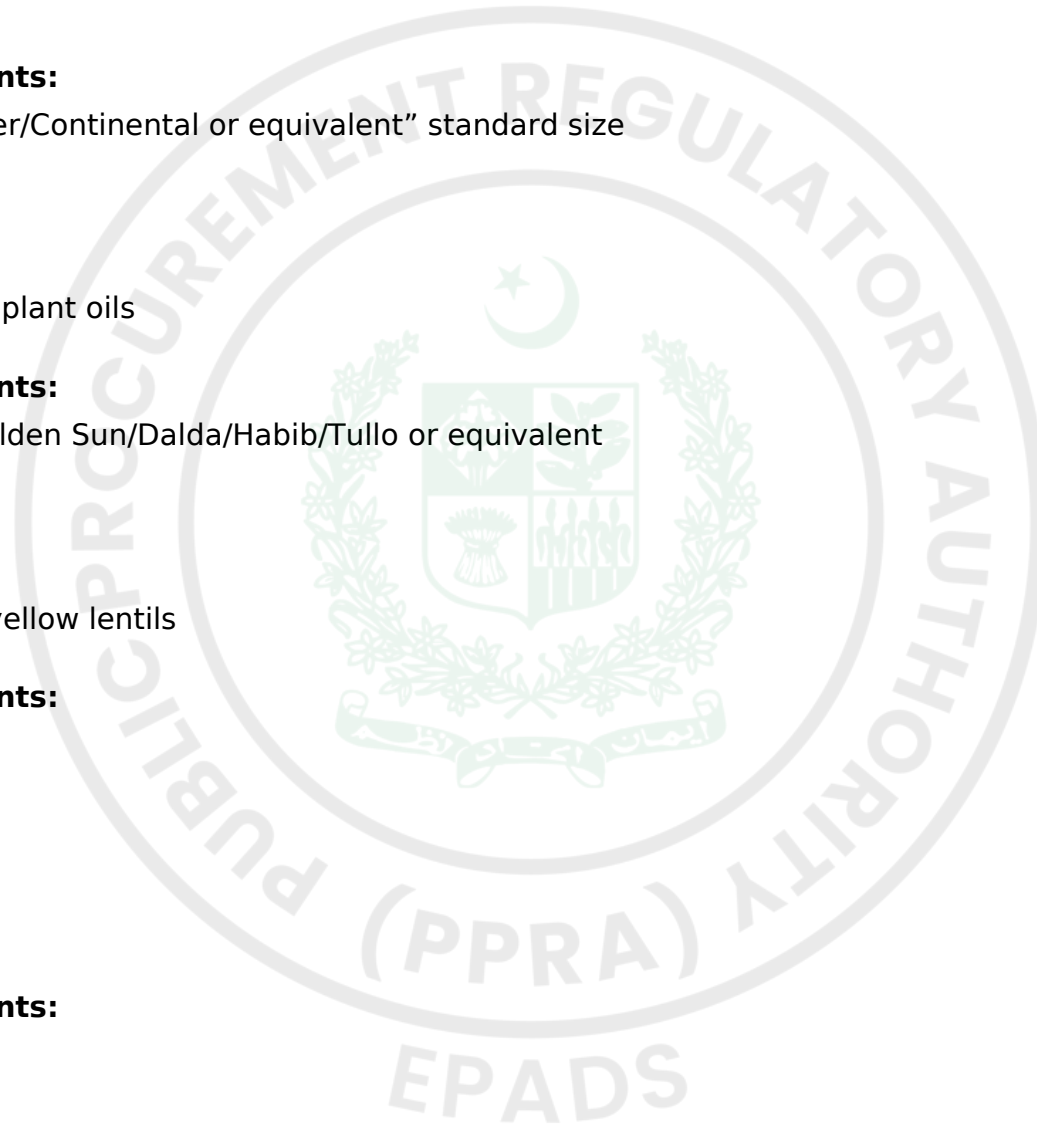 nts:
er/Continental or equivalent” standard size
plant oils
nts:
lden Sun/Dalda/Habib/Tullo or equivalent
yellow lentils
nts:
nts:
PUBLIC PROCUREMENT REGULATORY AUTHORITY
(PPRA)
EPADS